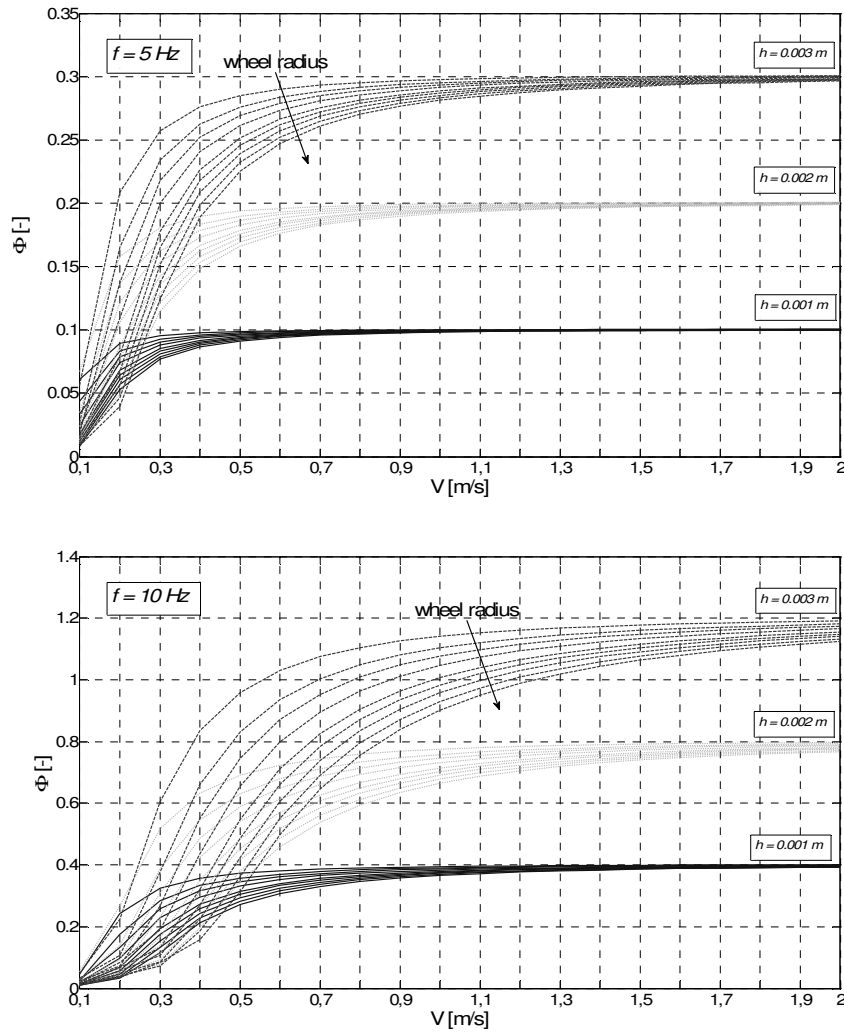 0.35
f = 5 Hz
wheel radius
h = 0.003 m
0.3
0.25
h = 0.002 m
0.2
Φ [-]
0.15
h = 0.001 m
0.1
0.05
0
0,1 0,3 0,5 0,7 0,9 1,1 1,3 1,5 1,7 1,9 2
V [m/s]
1.4
f = 10 Hz
wheel radius
h = 0.003 m
1.2
1
h = 0.002 m
0.8
Φ [-]
0.6
h = 0.001 m
0.4
0.2
0
0,1 0,3 0,5 0,7 0,9 1,1 1,3 1,5 1,7 1,9 2
V [m/s]